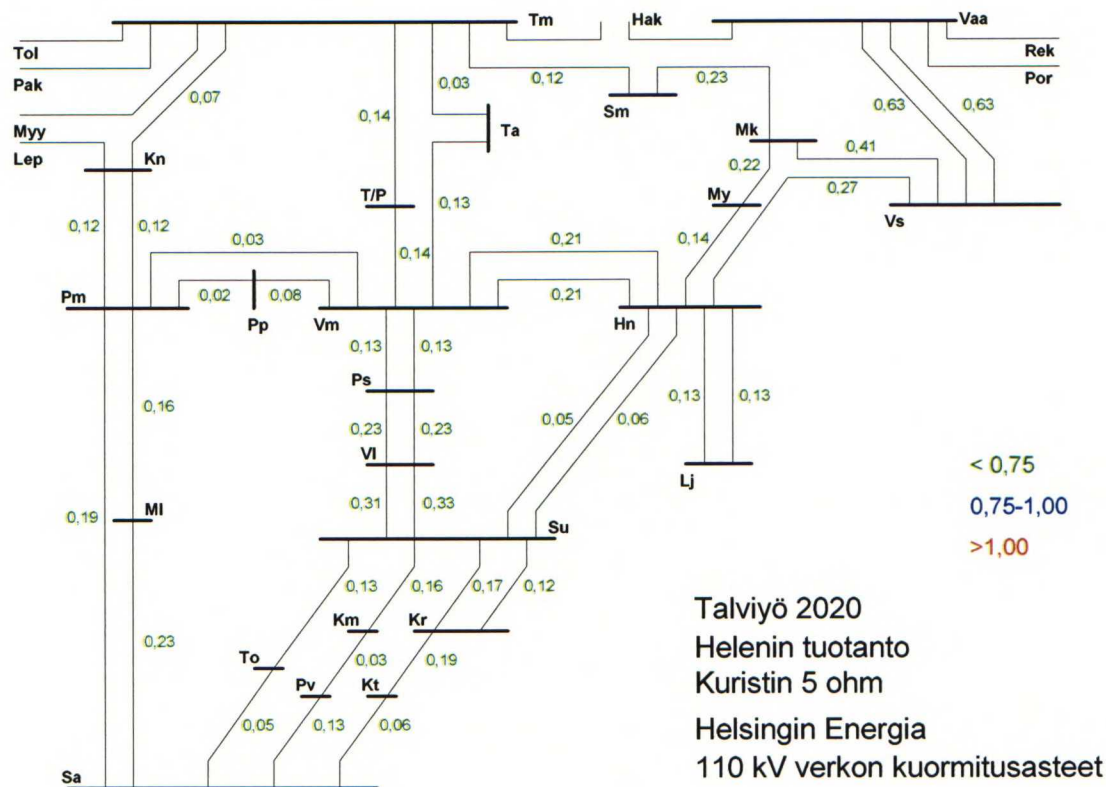 Tm
Hak
Vaa
Tol
Rek
Pak
Por
0,07
0,03
0,12
0,23
0,14
0,63
0,63
Sm
Ta
Mk
Myy
Lep
Kn
0,41
0,22
0,27
T/P
0,13
My
Vs
0,12
0,12
0,03
0,14
0,21
0,14
Pm
0,02
0,08
0,21
Pp
Vm
Hn
0,13
0,13
Ps
0,16
0,05
0,06
0,13
0,13
0,23
0,23
Vl
Lj
< 0,75
0,31
0,33
0,75-1,00
Ml
0,19
Su
>1,00
0,13
0,16
0,17
0,12
Talviyö 2020
Km
Kr
0,23
Helenin tuotanto
To
0,03
0,19
Pv
Kt
Kuristin 5 ohm
0,05
0,13
0,06
Helsingin Energia
Sa
110 kV verkon kuormitusasteet